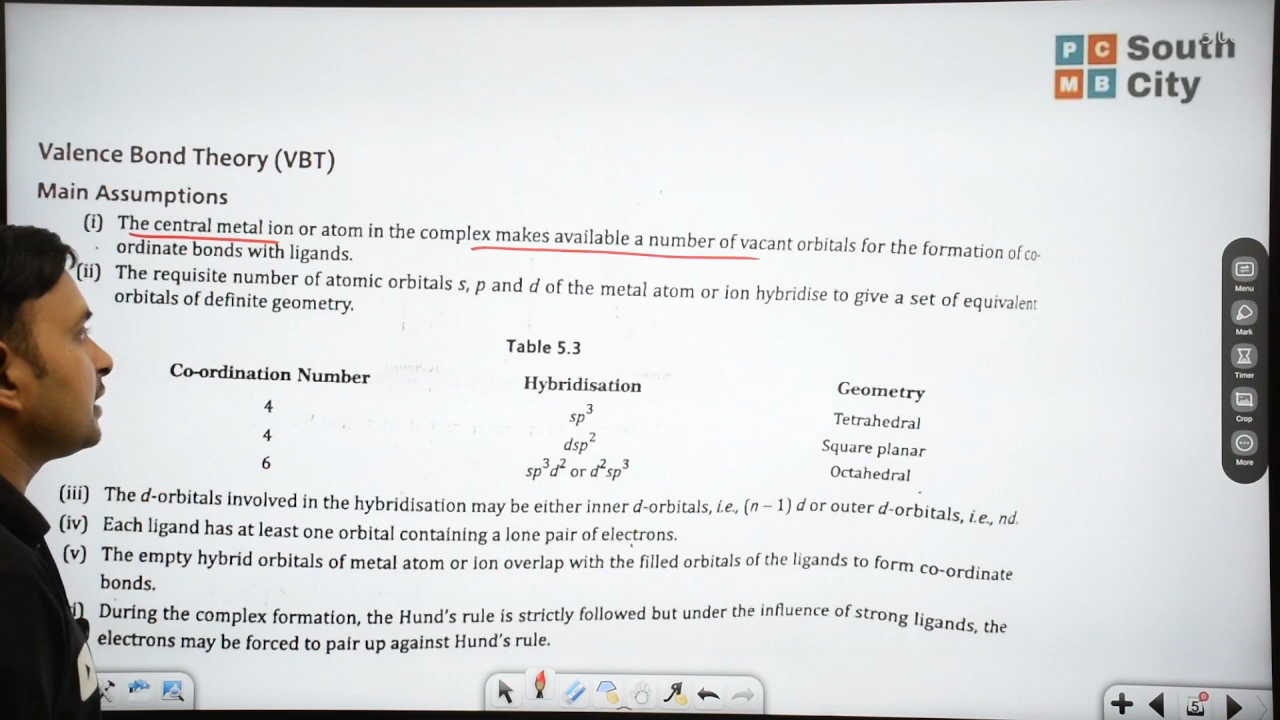 P C South
M B City
Valence Bond Theory (VBT)
Main Assumptions
(i) The central metal ion or atom in the complex makes available a number of vacant orbitals for the formation of co-
ordinate bonds with ligands.
(ii) The requisite number of atomic orbitals s, p and d of the metal atom or ion hybridise to give a set of equivalent
orbitals of definite geometry.
Table 5.3
Co-ordination Number Hybridisation Geometry
4 sp³ Tetrahedral
4 dsp² Square planar
6 sp³d² or d²sp³ Octahedral
(iii) The d-orbitals involved in the hybridisation may be either inner d-orbitals, i.e., (n – 1) d or outer d-orbitals, i.e., nd.
(iv) Each ligand has at least one orbital containing a lone pair of electrons.
(v) The empty hybrid orbitals of metal atom or ion overlap with the filled orbitals of the ligands to form co-ordinate
bonds.
i) During the complex formation, the Hund's rule is strictly followed but under the influence of strong ligands, the
electrons may be forced to pair up against Hund's rule.
Menu
Mark
Timer
Crop
More
5